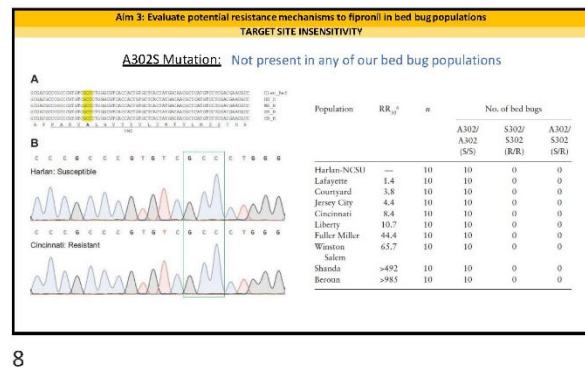 Aim 3: Evaluate potential resistance mechanisms to fipronil in bed bug populations
TARGET SITE INSENSITIVITY
A302S Mutation: Not present in any of our bed bug populations
A
B
C C C G C C C G T G T C G C C C T G G G
Harlan: Susceptible
C C C G C C C G T G T C G C C C T G G G
Cincinnati: Resistant
Population RR50a n No. of bed bugs
A302/A302 (S/S) S302/S302 (R/R) A302/S302 (S/R)
Harlan-NCSU — 10 10 0 0
Lafayette 1.4 10 10 0 0
Courtyard 3.8 10 10 0 0
Jersey City 4.4 10 10 0 0
Cincinnati 8.4 10 10 0 0
Liberty 10.7 10 10 0 0
Fuller Miller 44.4 10 10 0 0
Winston 65.7 10 10 0 0
Salem
Shanda >492 10 10 0 0
Beroun >985 10 10 0 0
8